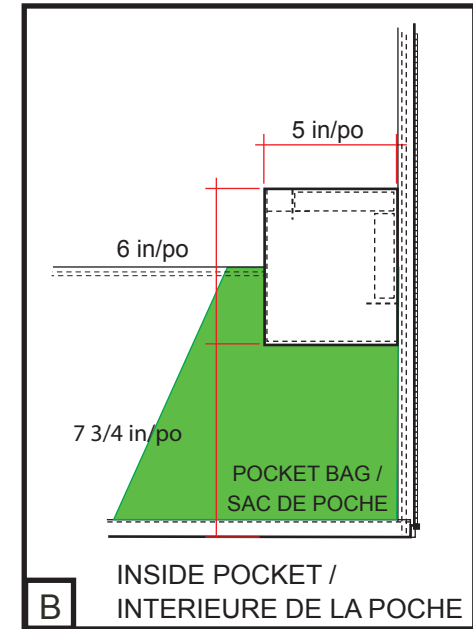 5 in/po
6 in/po
7 3/4 in/po
POCKET BAG /
SAC DE POCHE
B
INSIDE POCKET /
INTERIEURE DE LA POCHE